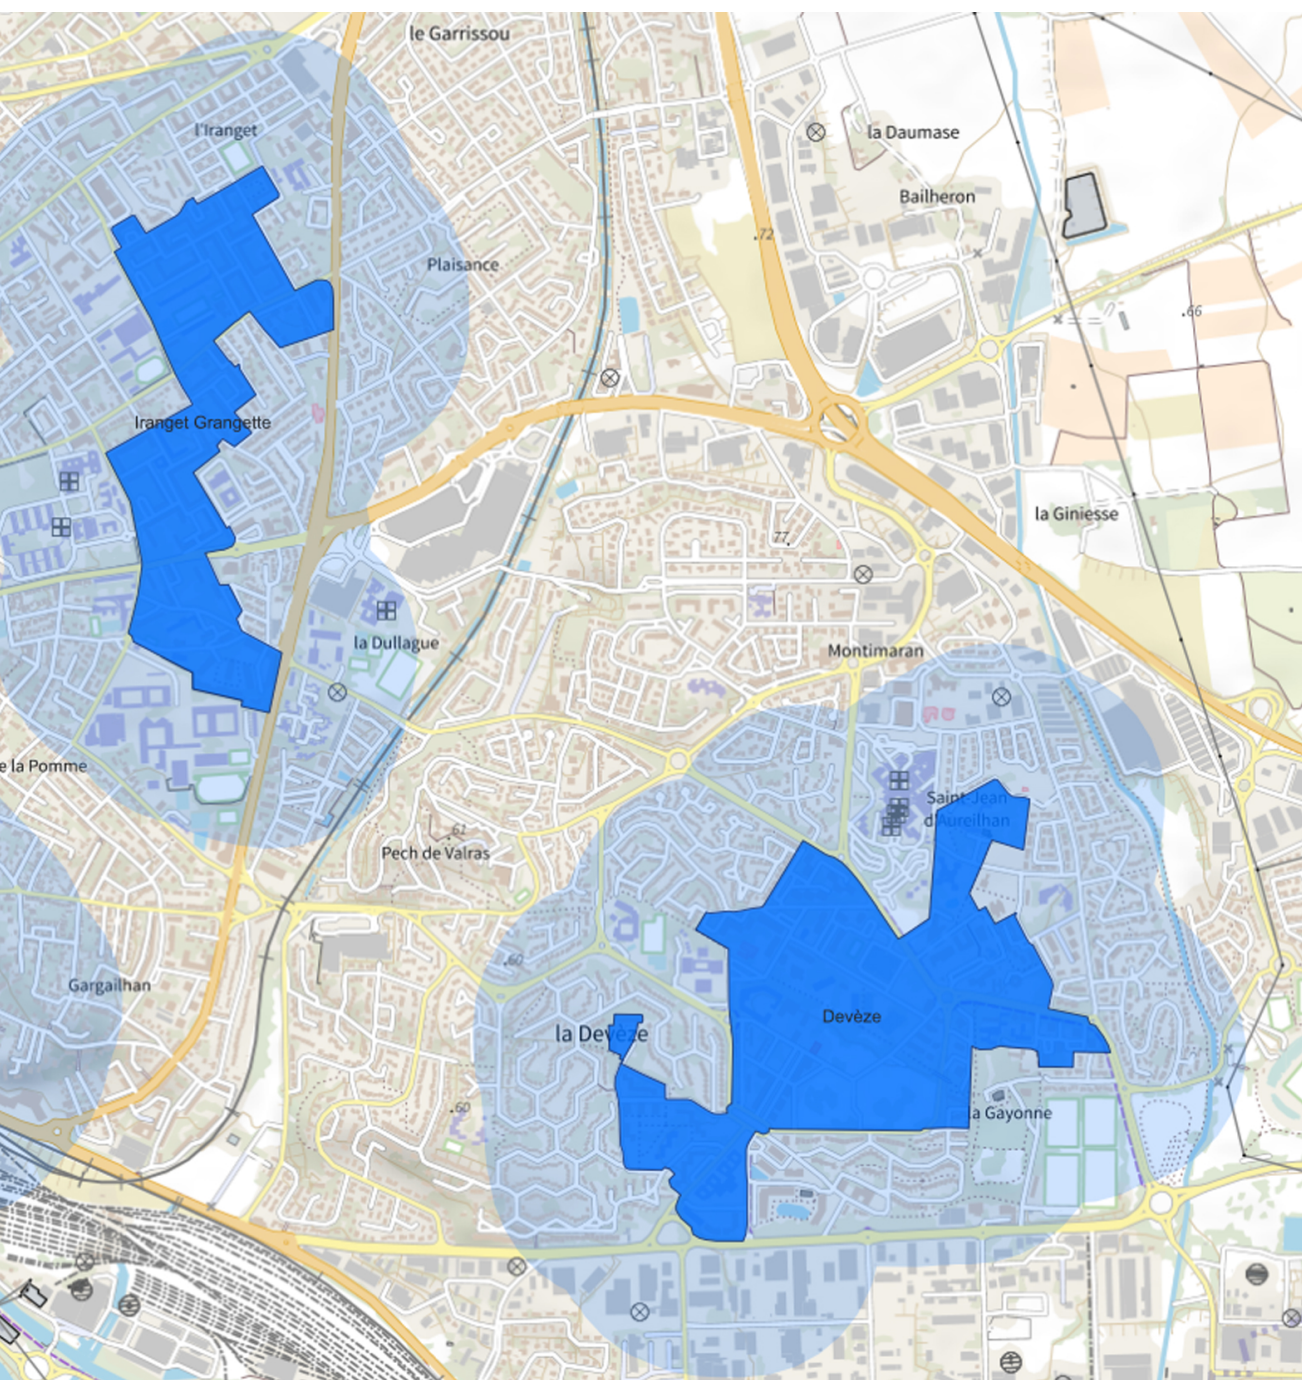 le Garrissou
l'Iranget
la Daumase
Bailheron
.72
Plaisance
.66
Iranget Grangette
la Giniesse
77.
la Dullague
Montimaran
e la Pomme
Saint-Jean
d'Aureilhan
.61
Pech de Valras
.60
Gargailhan
Devèze
la Devèze
.60
la Gayonne